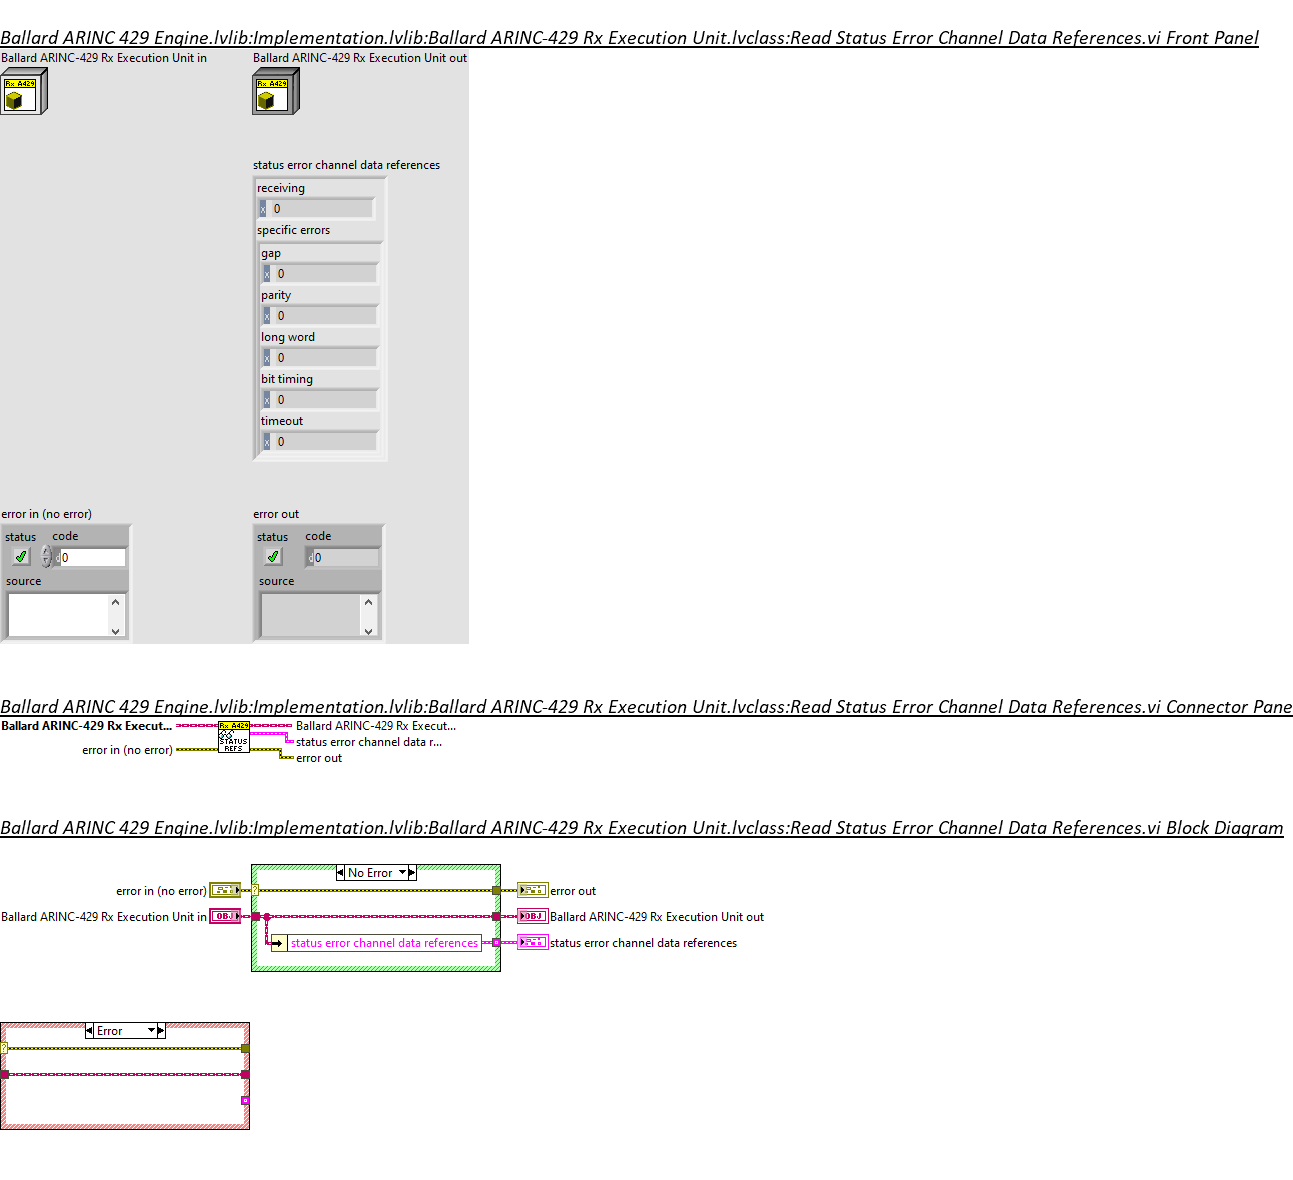 Ballard ARINC 429 Engine.lvlib:Implementation.lvlib:Ballard ARINC-429 Rx Execution Unit.lvclass:Read Status Error Channel Data References.vi Front Panel
Ballard ARINC-429 Rx Execution Unit in
Ballard ARINC-429 Rx Execution Unit out
Rx A429
Rx A429
status error channel data references
receiving
x 0
specific errors
gap
x 0
parity
x 0
long word
x 0
bit timing
x 0
timeout
x 0
error in (no error)
error out
status code
status code
d 0
d 0
source
source
Ballard ARINC 429 Engine.lvlib:Implementation.lvlib:Ballard ARINC-429 Rx Execution Unit.lvclass:Read Status Error Channel Data References.vi Connector Pane
Ballard ARINC-429 Rx Execut...
Rx A429
STATUS
REFS
Ballard ARINC-429 Rx Execut...
status error channel data r...
error in (no error)
error out
Ballard ARINC 429 Engine.lvlib:Implementation.lvlib:Ballard ARINC-429 Rx Execution Unit.lvclass:Read Status Error Channel Data References.vi Block Diagram
No Error
error in (no error)
?
error out
Ballard ARINC-429 Rx Execution Unit in
OBJ
OBJ
Ballard ARINC-429 Rx Execution Unit out
status error channel data references
status error channel data references
Error
?